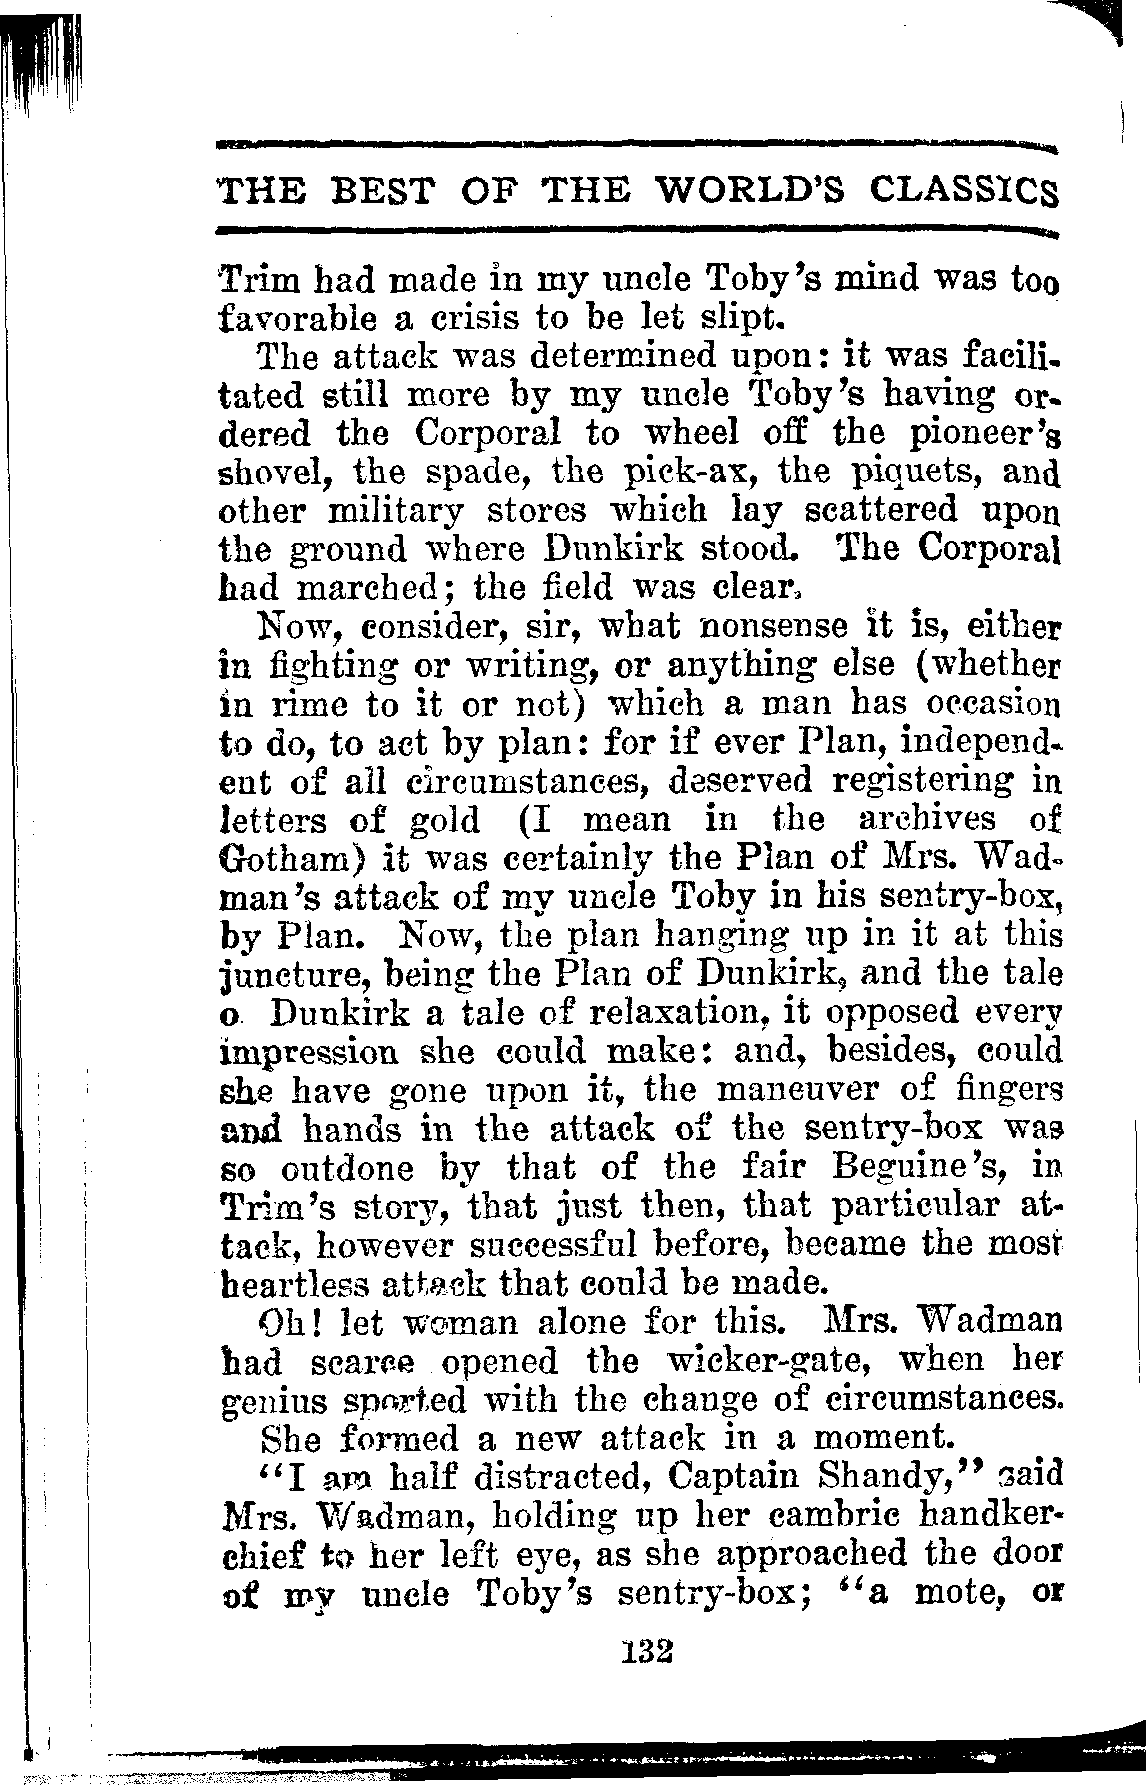 THE BEST OF THE WORLD'S CLASSICS
Trim had made in my uncle Toby's mind was too
favorable a crisis to be let slipt.
The attack was determined upon: it was facili-
tated still more by my uncle Toby's having or-
dered the Corporal to wheel off the pioneer's
shovel, the spade, the pick-ax, the piquets, and
other military stores which lay scattered upon
the ground where Dunkirk stood. The Corporal
had marched; the field was clear.
Now, consider, sir, what nonsense it is, either
in fighting or writing, or anything else (whether
in rime to it or not) which a man has occasion
to do, to act by plan: for if ever Plan, independ-
ent of all circumstances, deserved registering in
letters of gold (I mean in the archives of
Gotham) it was certainly the Plan of Mrs. Wad-
man's attack of my uncle Toby in his sentry-box,
by Plan. Now, the plan hanging up in it at this
juncture, being the Plan of Dunkirk, and the tale
o Dunkirk a tale of relaxation, it opposed every
impression she could make: and, besides, could
she have gone upon it, the maneuver of fingers
and hands in the attack of the sentry-box was
so outdone by that of the fair Beguine's, in
Trim's story, that just then, that particular at-
tack, however successful before, became the most
heartless attack that could be made.
Oh! let woman alone for this. Mrs. Wadman
had scarce opened the wicker-gate, when her
genius sported with the change of circumstances.
She formed a new attack in a moment.
"I am half distracted, Captain Shandy," said
Mrs. Wadman, holding up her cambric handker-
chief to her left eye, as she approached the door
of my uncle Toby's sentry-box; "a mote, or
132